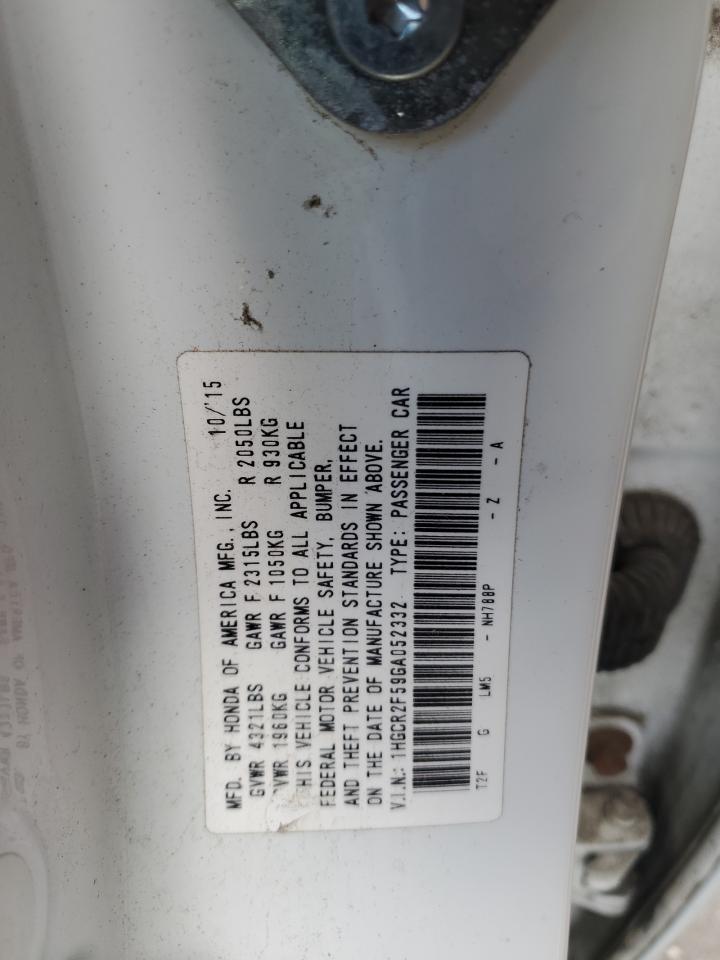 MFD. BY HONDA OF AMERICA MFG., INC. 10/'15
GVWR 4321LBS GAWR F 2315LBS R 2050LBS
VWR 1960KG GAWR F 1050KG R 930KG
HIS VEHICLE CONFORMS TO ALL APPLICABLE
FEDERAL MOTOR VEHICLE SAFETY, BUMPER,
AND THEFT PREVENTION STANDARDS IN EFFECT
ON THE DATE OF MANUFACTURE SHOWN ABOVE.
V.I.N.: 1HGCR2F59GA052332 TYPE: PASSENGER CAR
T2F G LM5 - NH788P - Z - A